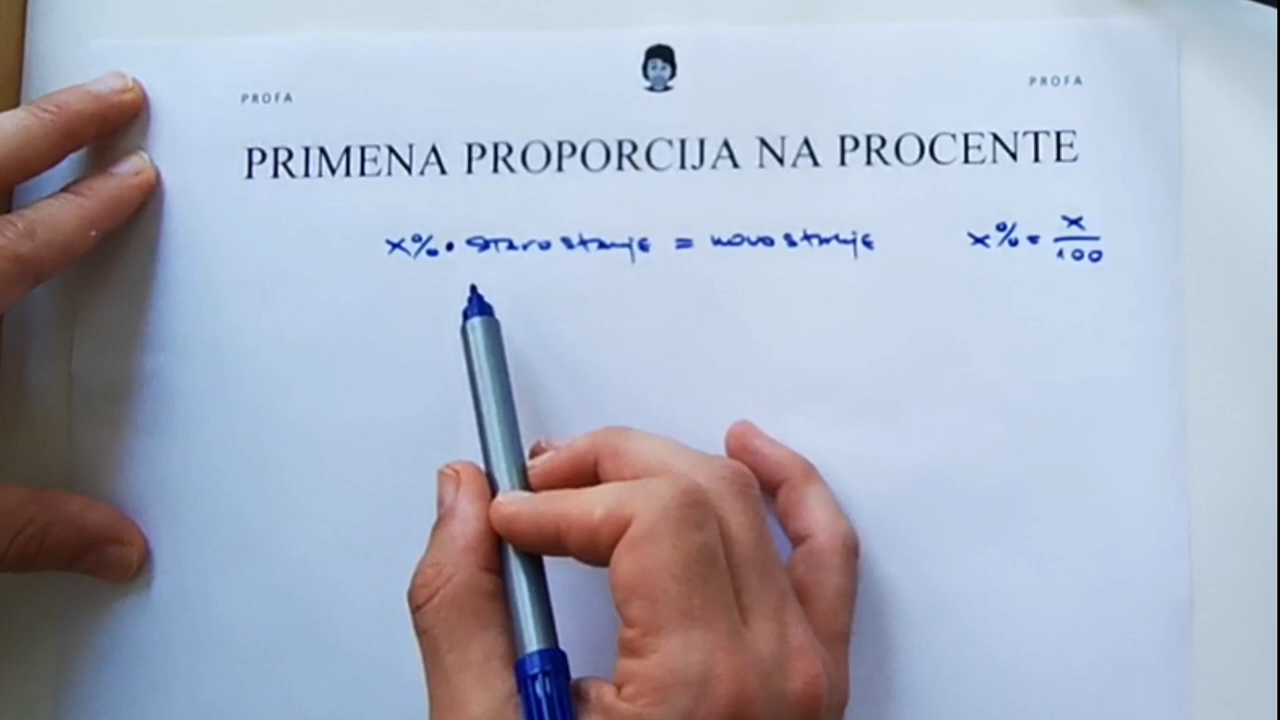 PROFA PROFA
PRIMENA PROPORCIJA NA PROCENTE
x% • staro stanje = novo stanje x% = x/100